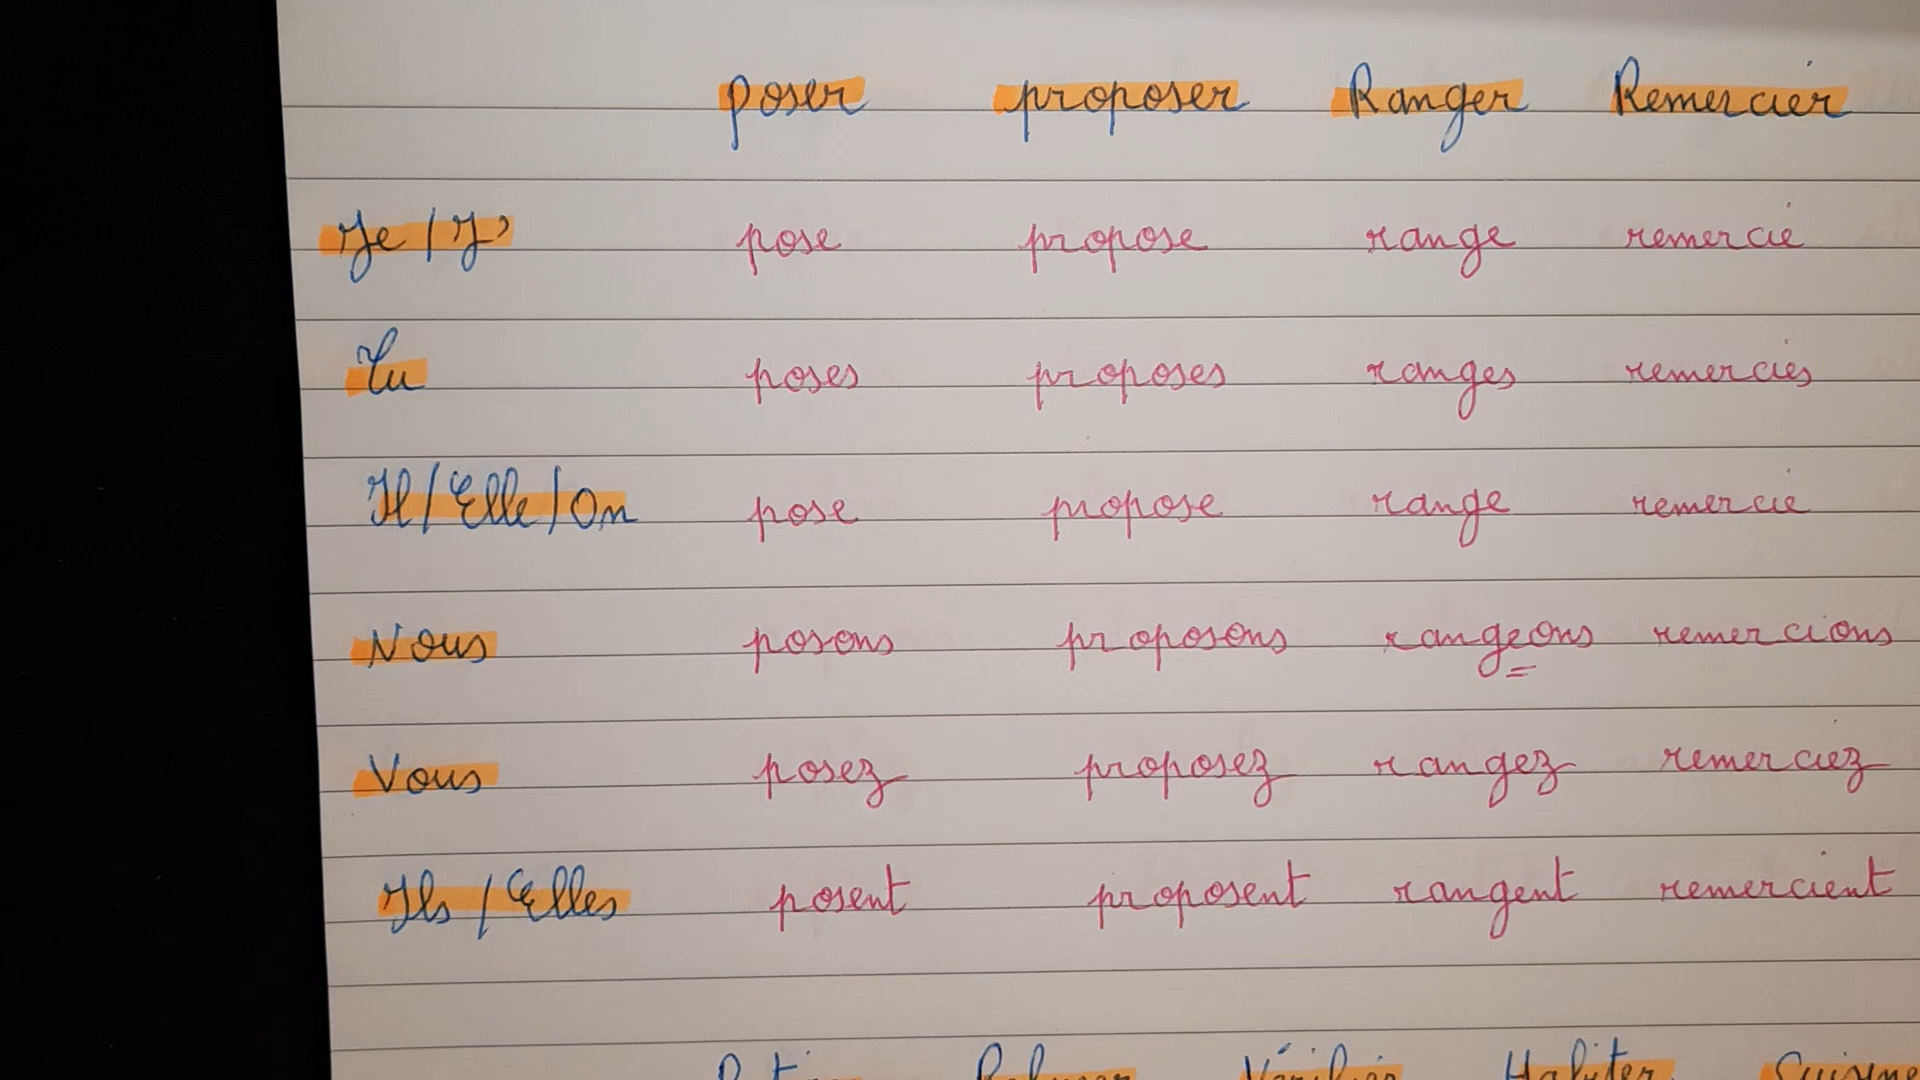 poser proposer Ranger Remercier
Je / J' pose propose range remercie
Tu poses proposes ranges remercies
Il / Elle / On pose propose range remercie
Nous posons proposons rangeons remercions
Vous posez proposez rangez remerciez
Ils / Elles posent proposent rangent remercient
Habiter